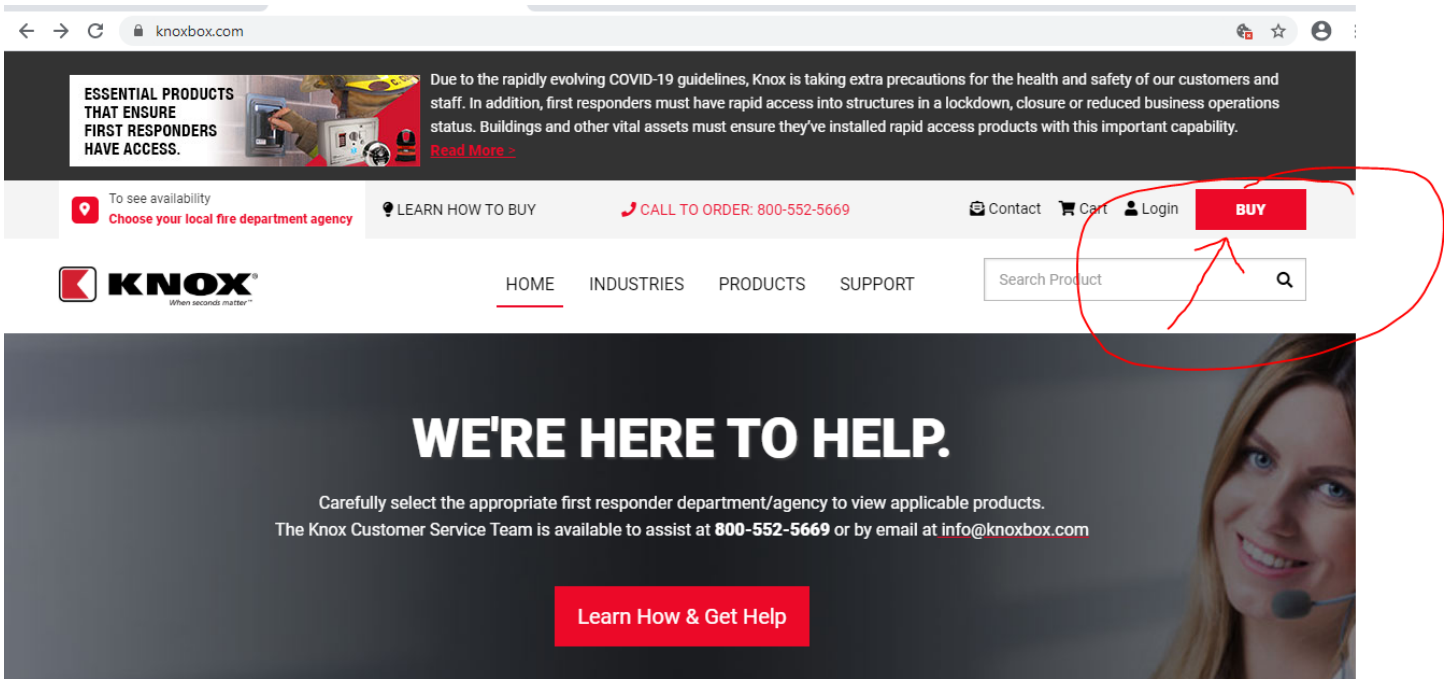 knoxbox.com
ESSENTIAL PRODUCTS
THAT ENSURE
FIRST RESPONDERS
HAVE ACCESS.
Due to the rapidly evolving COVID-19 guidelines, Knox is taking extra precautions for the health and safety of our customers and
staff. In addition, first responders must have rapid access into structures in a lockdown, closure or reduced business operations
status. Buildings and other vital assets must ensure they've installed rapid access products with this important capability.
Read More >
To see availability
Choose your local fire department agency
LEARN HOW TO BUY
CALL TO ORDER: 800-552-5669
Contact
Cart
Login
BUY
KNOX®
When seconds matter™
HOME
INDUSTRIES
PRODUCTS
SUPPORT
Search Product
WE'RE HERE TO HELP.
Carefully select the appropriate first responder department/agency to view applicable products.
The Knox Customer Service Team is available to assist at 800-552-5669 or by email at info@knoxbox.com
Learn How & Get Help